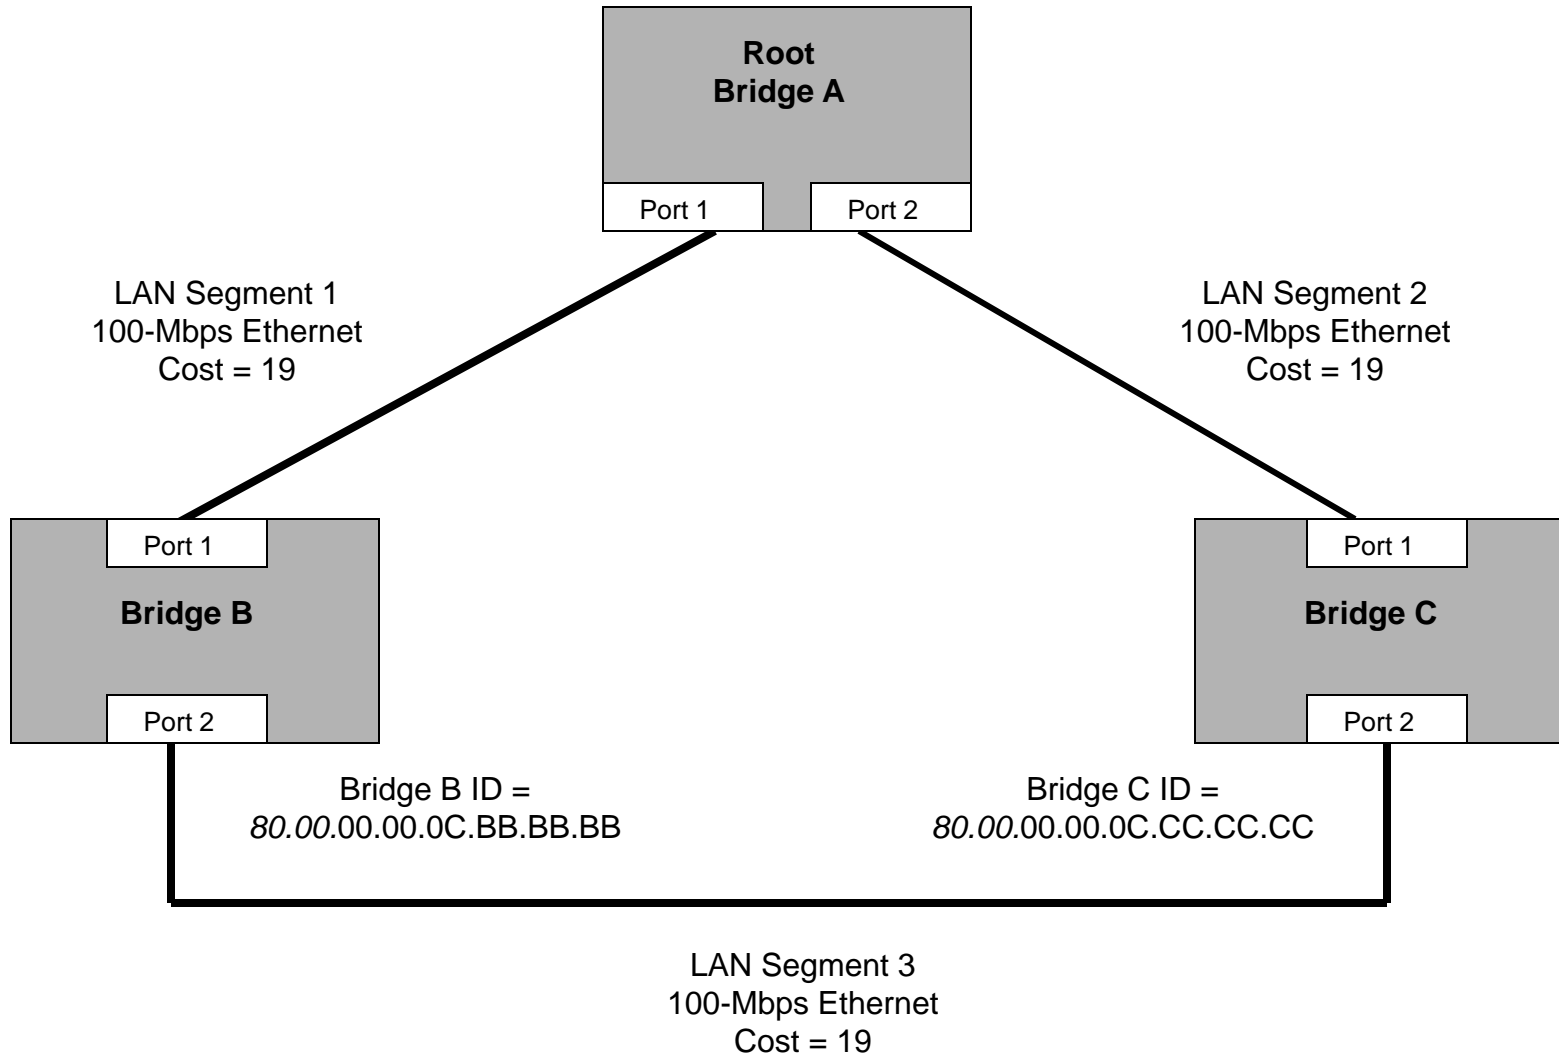 Root
Bridge A
Port 1
Port 2
LAN Segment 1
100-Mbps Ethernet
Cost = 19
LAN Segment 2
100-Mbps Ethernet
Cost = 19
Port 1
Bridge B
Port 2
Port 1
Bridge C
Port 2
Bridge B ID =
80.00.00.00.0C.BB.BB.BB
Bridge C ID =
80.00.00.00.0C.CC.CC.CC
LAN Segment 3
100-Mbps Ethernet
Cost = 19